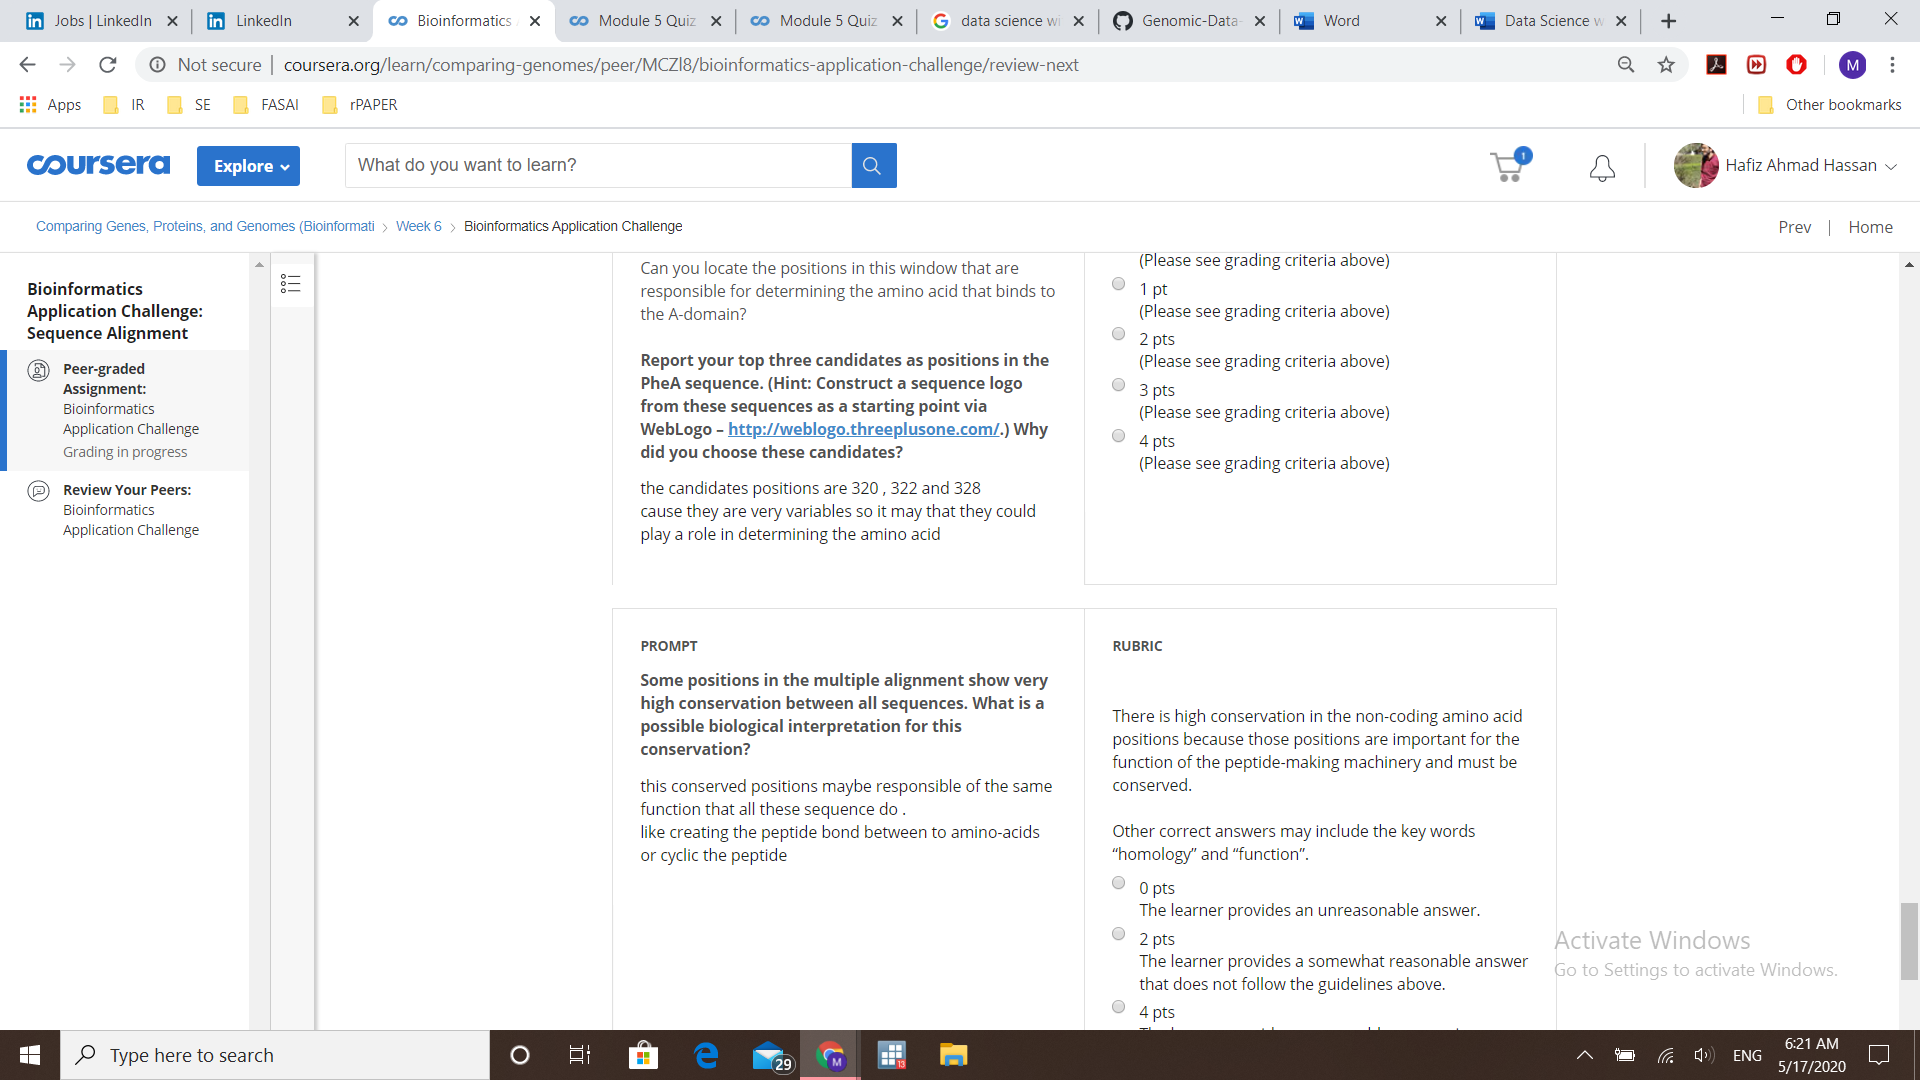 Jobs | LinkedIn
LinkedIn
Bioinformatics
Module 5 Quiz
Module 5 Quiz
data science wi
Genomic-Data-
Word
Data Science w
Not secure | coursera.org/learn/comparing-genomes/peer/MCZl8/bioinformatics-application-challenge/review-next
M
Apps
IR
SE
FASAI
rPAPER
Other bookmarks
coursera
Explore
What do you want to learn?
1
Hafiz Ahmad Hassan
Comparing Genes, Proteins, and Genomes (Bioinformati > Week 6 > Bioinformatics Application Challenge
Prev | Home
Bioinformatics
Application Challenge:
Sequence Alignment
Peer-graded
Assignment:
Bioinformatics
Application Challenge
Grading in progress
Review Your Peers:
Bioinformatics
Application Challenge
Can you locate the positions in this window that are
responsible for determining the amino acid that binds to
the A-domain?
Report your top three candidates as positions in the
PheA sequence. (Hint: Construct a sequence logo
from these sequences as a starting point via
WebLogo – http://weblogo.threeplusone.com/.) Why
did you choose these candidates?
the candidates positions are 320 , 322 and 328
cause they are very variables so it may that they could
play a role in determining the amino acid
(Please see grading criteria above)
1 pt
(Please see grading criteria above)
2 pts
(Please see grading criteria above)
3 pts
(Please see grading criteria above)
4 pts
(Please see grading criteria above)
PROMPT
Some positions in the multiple alignment show very
high conservation between all sequences. What is a
possible biological interpretation for this
conservation?
this conserved positions maybe responsible of the same
function that all these sequence do .
like creating the peptide bond between to amino-acids
or cyclic the peptide
RUBRIC
There is high conservation in the non-coding amino acid
positions because those positions are important for the
function of the peptide-making machinery and must be
conserved.
Other correct answers may include the key words
“homology” and “function”.
0 pts
The learner provides an unreasonable answer.
2 pts
The learner provides a somewhat reasonable answer
that does not follow the guidelines above.
4 pts
Activate Windows
Go to Settings to activate Windows.
Type here to search
29
M
13
ENG
6:21 AM
5/17/2020